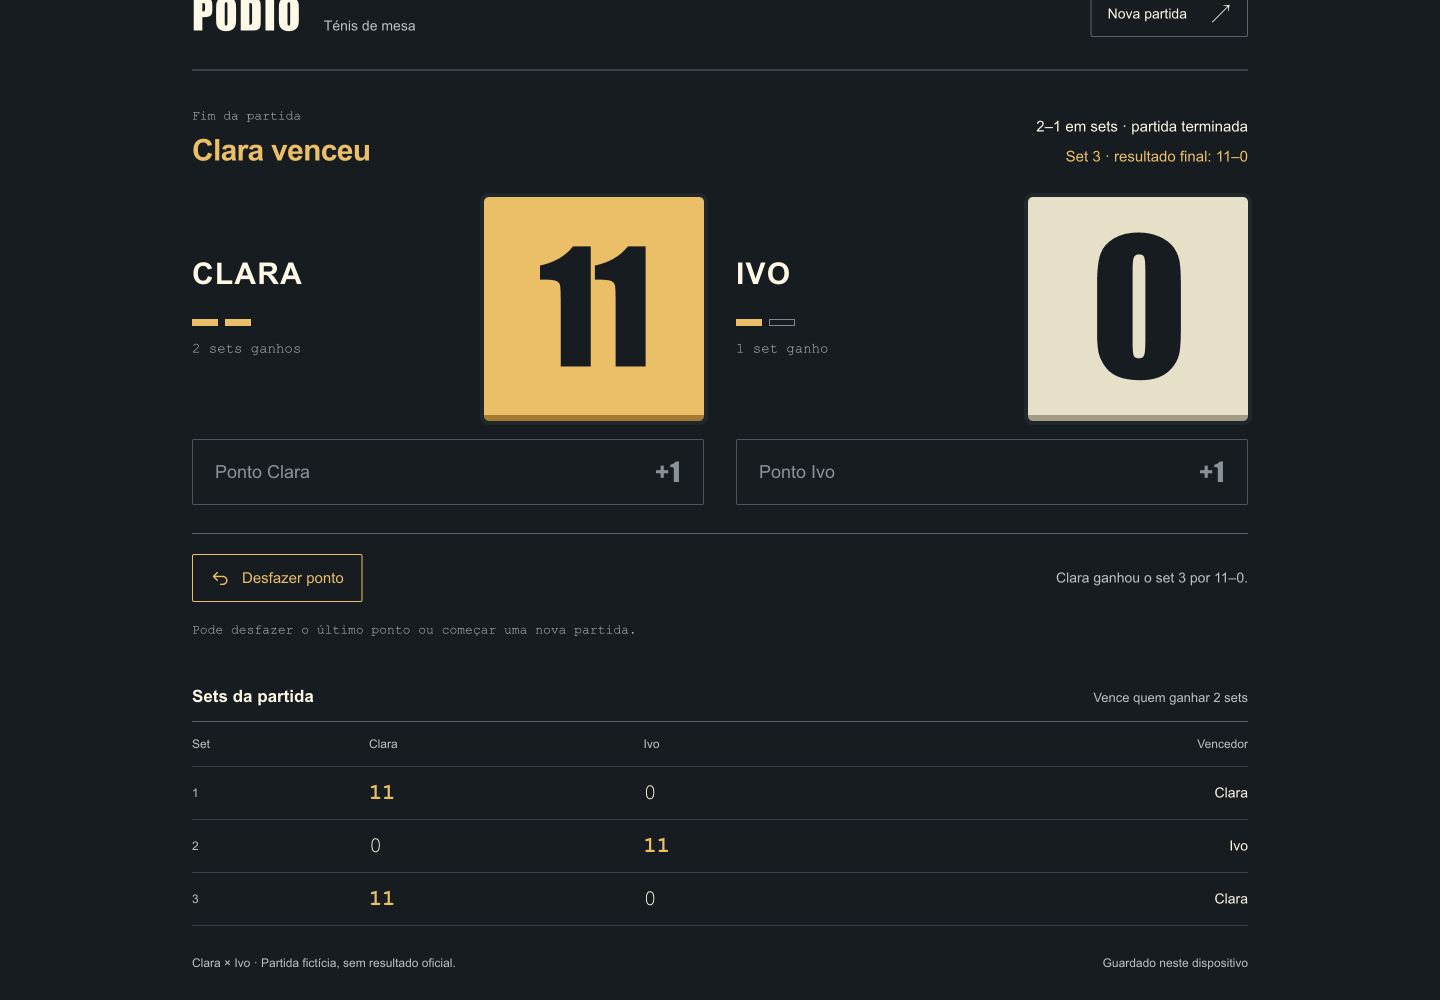 PÓDIO
Ténis de mesa
Nova partida
Fim da partida
Clara venceu
2–1 em sets · partida terminada
Set 3 · resultado final: 11–0
CLARA
2 sets ganhos
11
IVO
1 set ganho
0
Ponto Clara +1
Ponto Ivo +1
Desfazer ponto
Clara ganhou o set 3 por 11–0.
Pode desfazer o último ponto ou começar uma nova partida.
Sets da partida
Vence quem ganhar 2 sets
Set Clara Ivo Vencedor
1 11 0 Clara
2 0 11 Ivo
3 11 0 Clara
Clara × Ivo · Partida fictícia, sem resultado oficial.
Guardado neste dispositivo